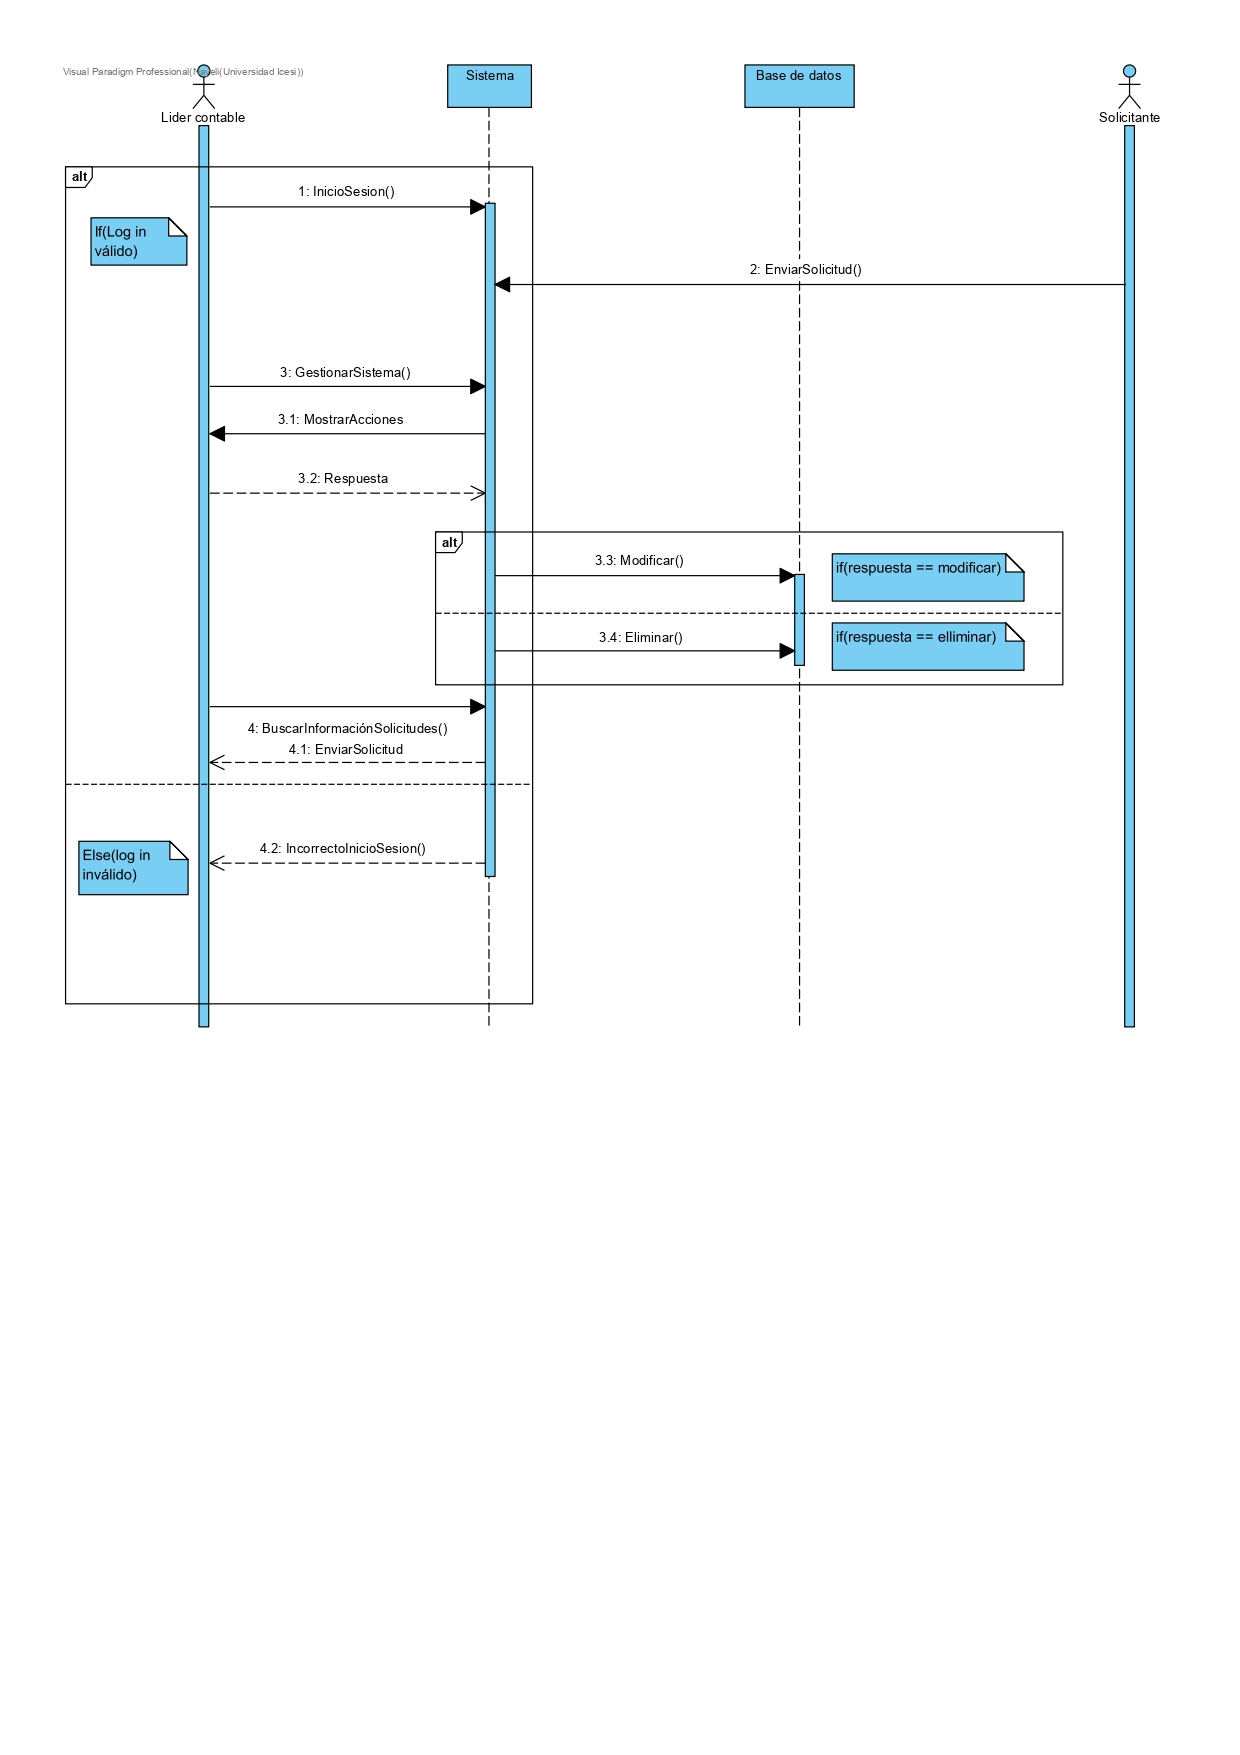 Visual Paradigm Professional(Naveli(Universidad Icesi))
Lider contable
Sistema
Base de datos
Solicitante
alt
1: InicioSesion()
If(Log in
válido)
2: EnviarSolicitud()
3: GestionarSistema()
3.1: MostrarAcciones
3.2: Respuesta
alt
3.3: Modificar()
if(respuesta == modificar)
3.4: Eliminar()
if(respuesta == elliminar)
4: BuscarInformaciónSolicitudes()
4.1: EnviarSolicitud
4.2: IncorrectoInicioSesion()
Else(log in
inválido)